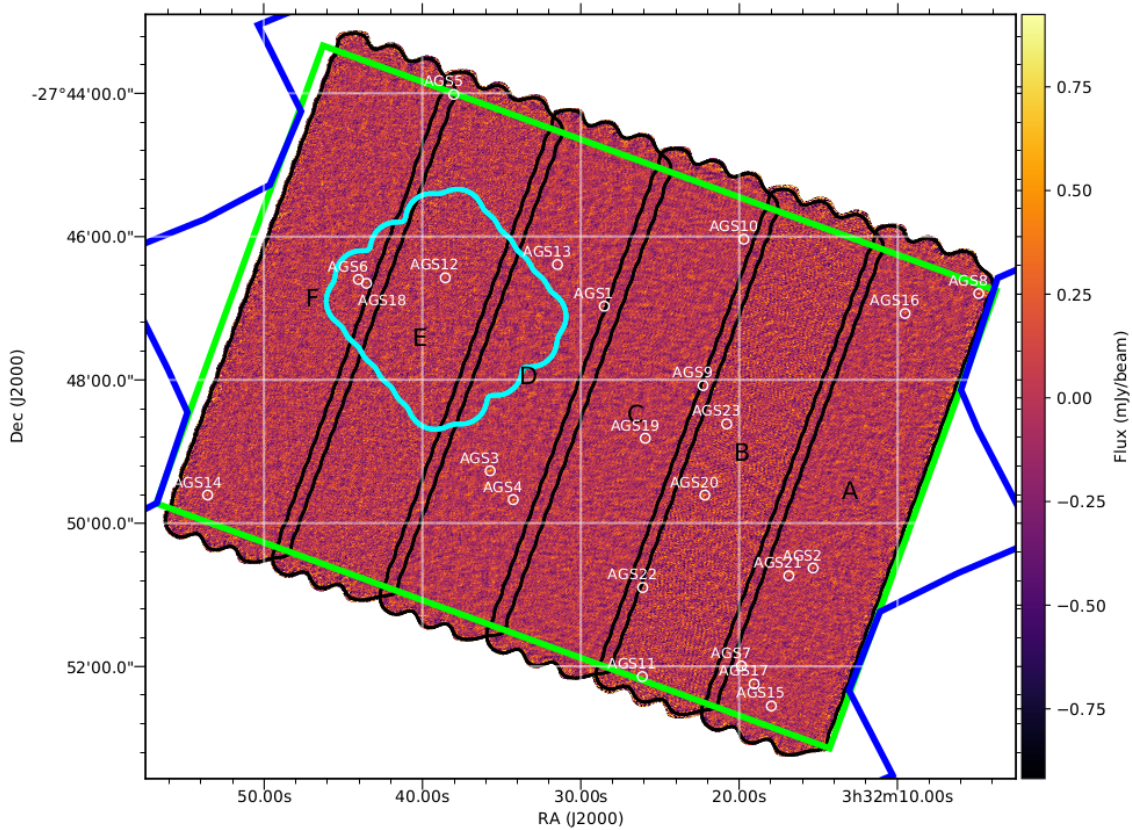 AGS5
-27°44'00.0"
0.75
0.50
AGS10
46'00.0"
AGS13
AGS6
AGS12
AGS8
F
AGS18
AGS1
AGS16
0.25
E
D
48'00.0"
AGS9
0.00
C
AGS23
AGS19
B
AGS3
AGS14
AGS4
AGS20
A
-0.25
50'00.0"
AGS2
AGS21
AGS22
-0.50
AGS7
52'00.0"
AGS11
AGS17
AGS15
-0.75
50.00s
40.00s
30.00s
20.00s
3h32m10.00s
RA (J2000)
Dec (J2000)
Flux (mJy/beam)